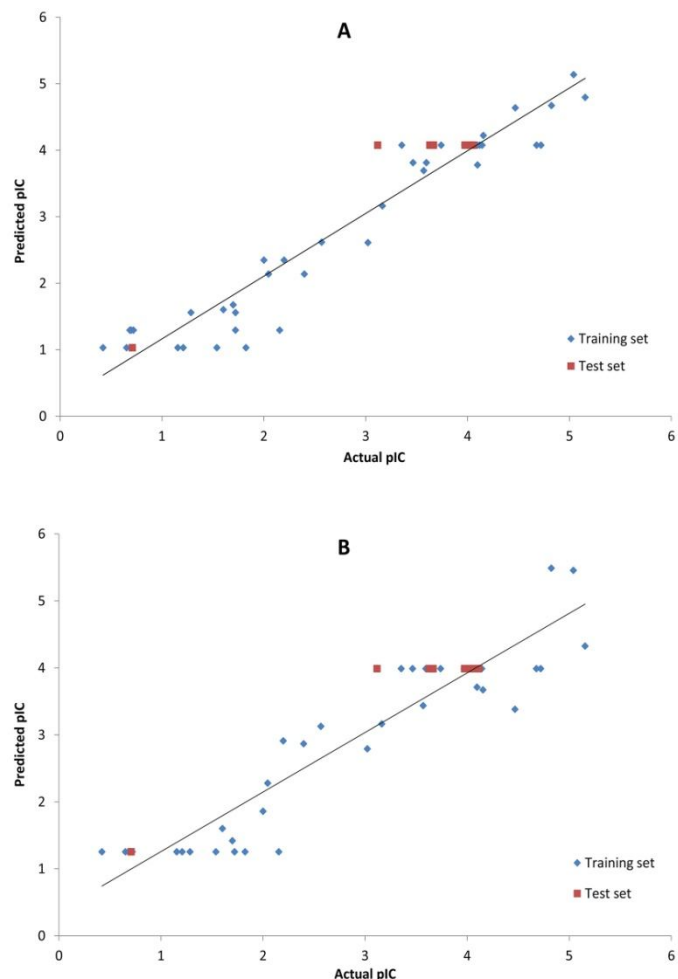 A
6
5
4
3
2
1
0
Predicted pIC
Training set
Test set
0 1 2 3 4 5 6
Actual pIC
B
6
5
4
3
2
1
0
Predicted pIC
Training set
Test set
0 1 2 3 4 5 6
Actual pIC